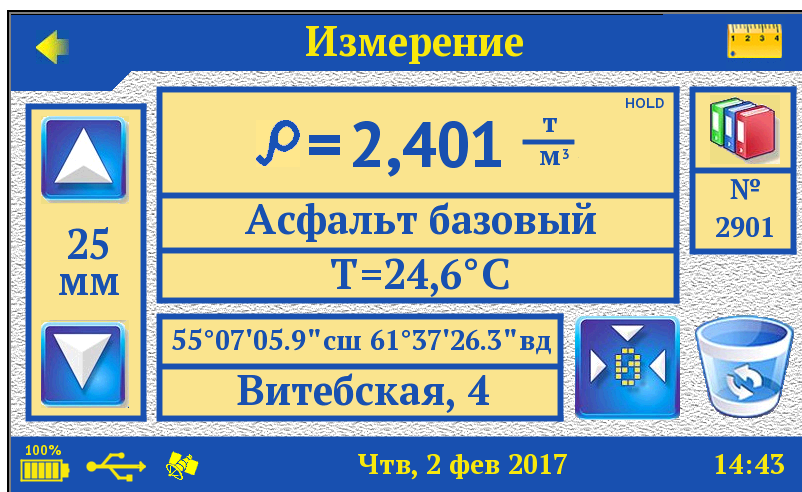 Измерение
1 2 3 4
HOLD
ρ=2,401 т/м³
Асфальт базовый
T=24,6°C
25
мм
№
2901
55°07'05.9"сш 61°37'26.3"вд
Витебская, 4
0
100%
Чтв, 2 фев 2017
14:43